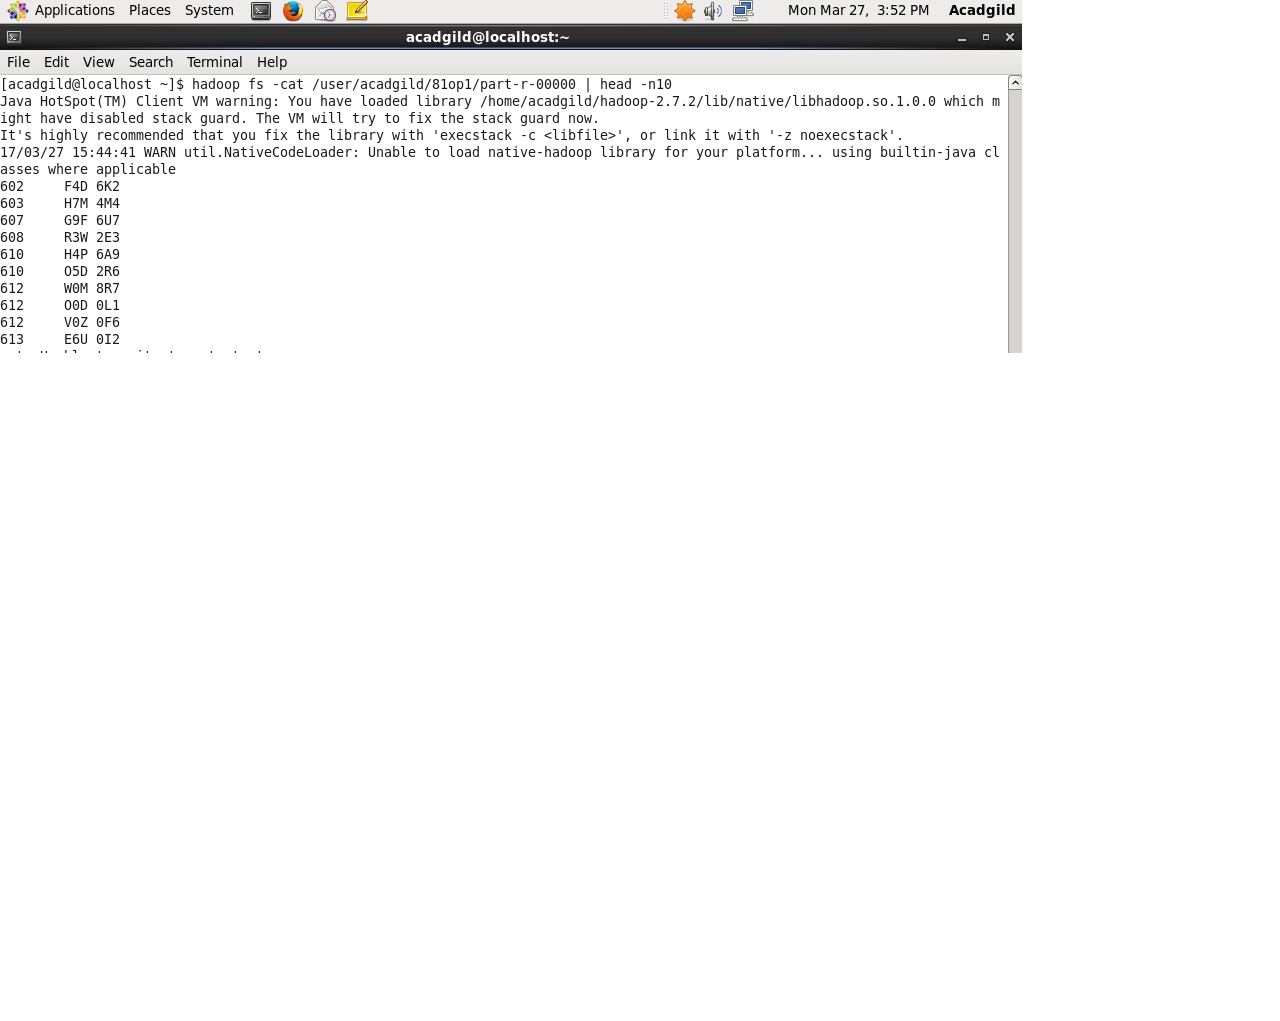 Applications Places System Mon Mar 27, 3:52 PM Acadgild
acadgild@localhost:~
File Edit View Search Terminal Help
[acadgild@localhost ~]$ hadoop fs -cat /user/acadgild/81op1/part-r-00000 | head -n10
Java HotSpot(TM) Client VM warning: You have loaded library /home/acadgild/hadoop-2.7.2/lib/native/libhadoop.so.1.0.0 which m
ight have disabled stack guard. The VM will try to fix the stack guard now.
It's highly recommended that you fix the library with 'execstack -c <libfile>', or link it with '-z noexecstack'.
17/03/27 15:44:41 WARN util.NativeCodeLoader: Unable to load native-hadoop library for your platform... using builtin-java cl
asses where applicable
602 F4D 6K2
603 H7M 4M4
607 G9F 6U7
608 R3W 2E3
610 H4P 6A9
610 O5D 2R6
612 W0M 8R7
612 O0D 0L1
612 V0Z 0F6
613 E6U 0I2